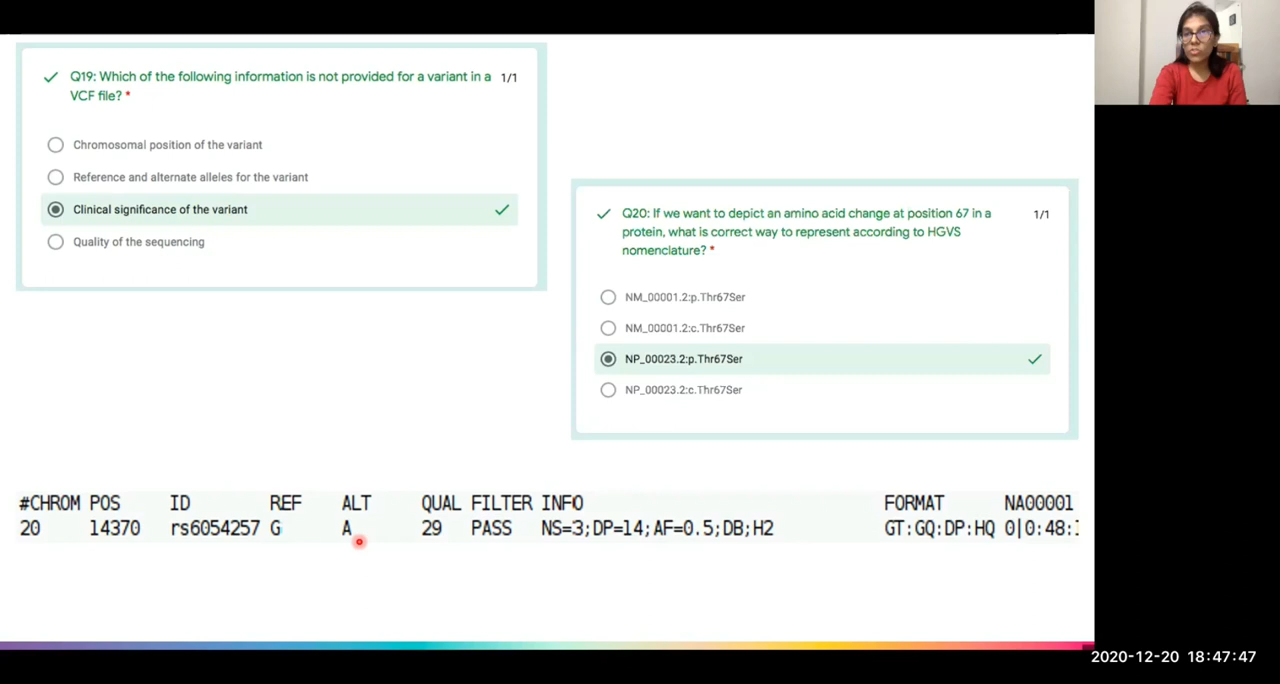 Q19: Which of the following information is not provided for a variant in a 1/1
VCF file? *
Chromosomal position of the variant
Reference and alternate alleles for the variant
Clinical significance of the variant
Quality of the sequencing
Q20: If we want to depict an amino acid change at position 67 in a 1/1
protein, what is correct way to represent according to HGVS
nomenclature? *
NM_00001.2:p.Thr67Ser
NM_00001.2:c.Thr67Ser
NP_00023.2:p.Thr67Ser
NP_00023.2:c.Thr67Ser
#CHROM POS ID REF ALT QUAL FILTER INFO FORMAT NA00001
20 14370 rs6054257 G A 29 PASS NS=3;DP=14;AF=0.5;DB;H2 GT:GQ:DP:HQ 0|0:48:
2020-12-20 18:47:47